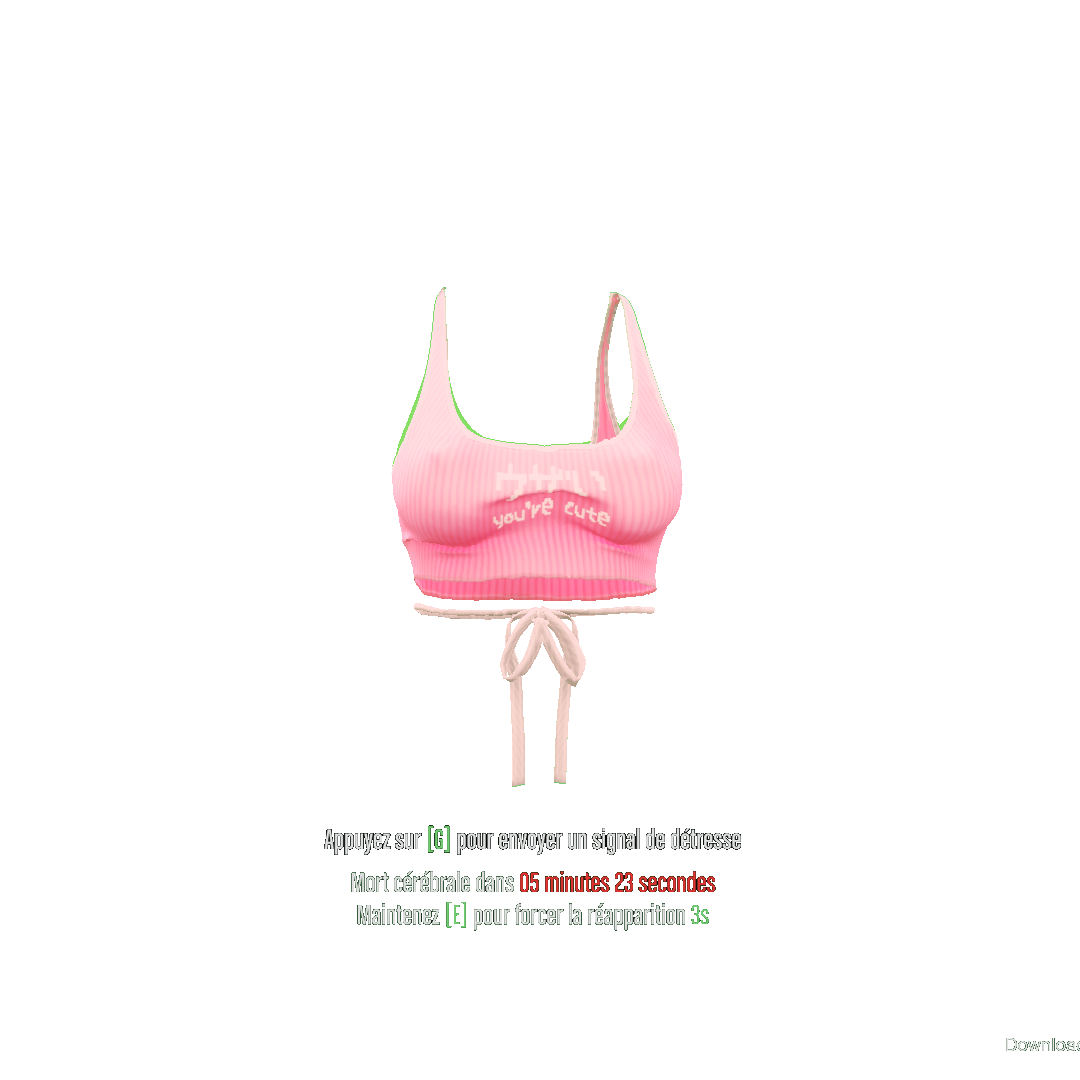 ウザい
you're cute
Appuyez sur [G] pour envoyer un signal de détresse
Mort cérébrale dans 05 minutes 23 secondes
Maintenez [E] pour forcer la réapparition 3s